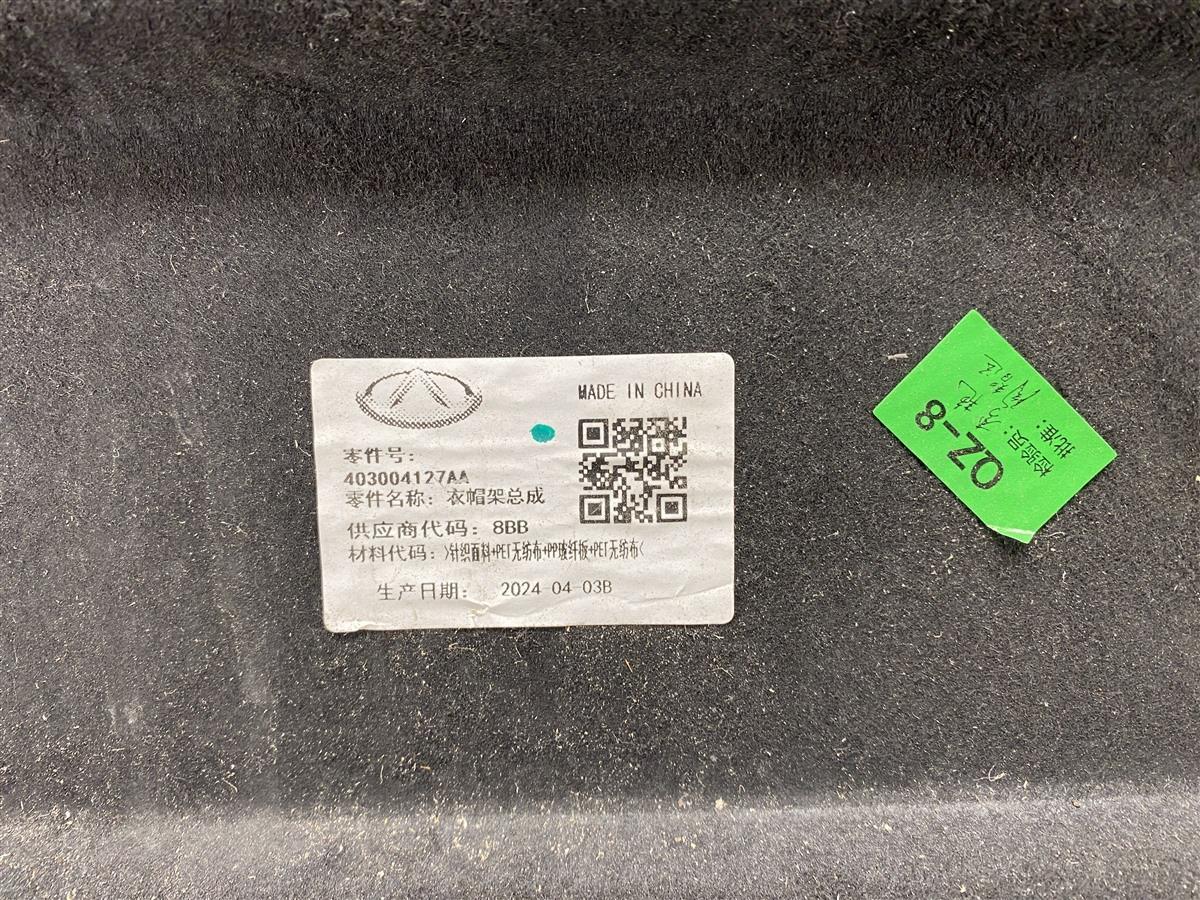 MADE IN CHINA
零件号:
403004127AA
零件名称: 衣帽架总成
供应商代码: 8BB
材料代码: >针织面料+PET无纺布+PP玻纤板+PET无纺布<
生产日期: 2024-04-03B
QZ-8
检验员:
批准: